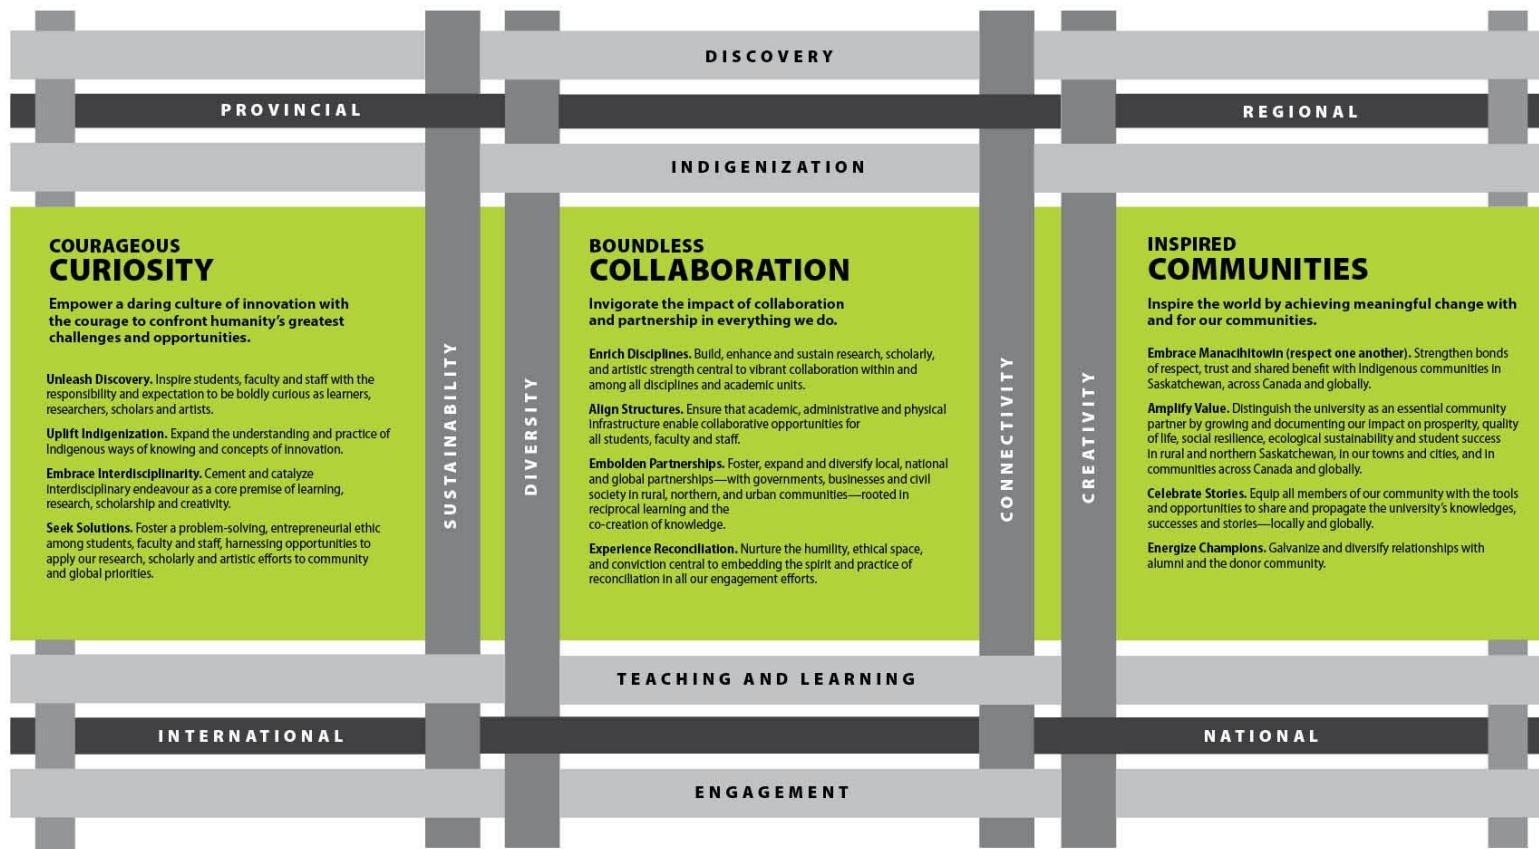 DISCOVERY
PROVINCIAL
REGIONAL
INDIGENIZATION
COURAGEOUS
CURIOSITY
Empower a daring culture of innovation with
the courage to confront humanity’s greatest
challenges and opportunities.
Unleash Discovery. Inspire students, faculty and staff with the
responsibility and expectation to be boldly curious as learners,
researchers, scholars and artists.
Uplift Indigenization. Expand the understanding and practice of
Indigenous ways of knowing and concepts of innovation.
Embrace Interdisciplinarity. Cement and catalyze
interdisciplinary endeavour as a core premise of learning,
research, scholarship and creativity.
Seek Solutions. Foster a problem-solving, entrepreneurial ethic
among students, faculty and staff, harnessing opportunities to
apply our research, scholarly and artistic efforts to community
and global priorities.
SUSTAINABILITY
DIVERSITY
BOUNDLESS
COLLABORATION
Invigorate the impact of collaboration
and partnership in everything we do.
Enrich Disciplines. Build, enhance and sustain research, scholarly,
and artistic strength central to vibrant collaboration within and
among all disciplines and academic units.
Align Structures. Ensure that academic, administrative and physical
infrastructure enable collaborative opportunities for
all students, faculty and staff.
Embolden Partnerships. Foster, expand and diversify local, national
and global partnerships—with governments, businesses and civil
society in rural, northern, and urban communities—rooted in
reciprocal learning and the
co-creation of knowledge.
Experience Reconciliation. Nurture the humility, ethical space,
and conviction central to embedding the spirit and practice of
reconciliation in all our engagement efforts.
CONNECTIVITY
CREATIVITY
INSPIRED
COMMUNITIES
Inspire the world by achieving meaningful change with
and for our communities.
Embrace Manacihitowin (respect one another). Strengthen bonds
of respect, trust and shared benefit with Indigenous communities in
Saskatchewan, across Canada and globally.
Amplify Value. Distinguish the university as an essential community
partner by growing and documenting our impact on prosperity, quality
of life, social resilience, ecological sustainability and student success
in rural and northern Saskatchewan, in our towns and cities, and in
communities across Canada and globally.
Celebrate Stories. Equip all members of our community with the tools
and opportunities to share and propagate the university’s knowledges,
successes and stories—locally and globally.
Energize Champions. Galvanize and diversify relationships with
alumni and the donor community.
TEACHING AND LEARNING
INTERNATIONAL
NATIONAL
ENGAGEMENT